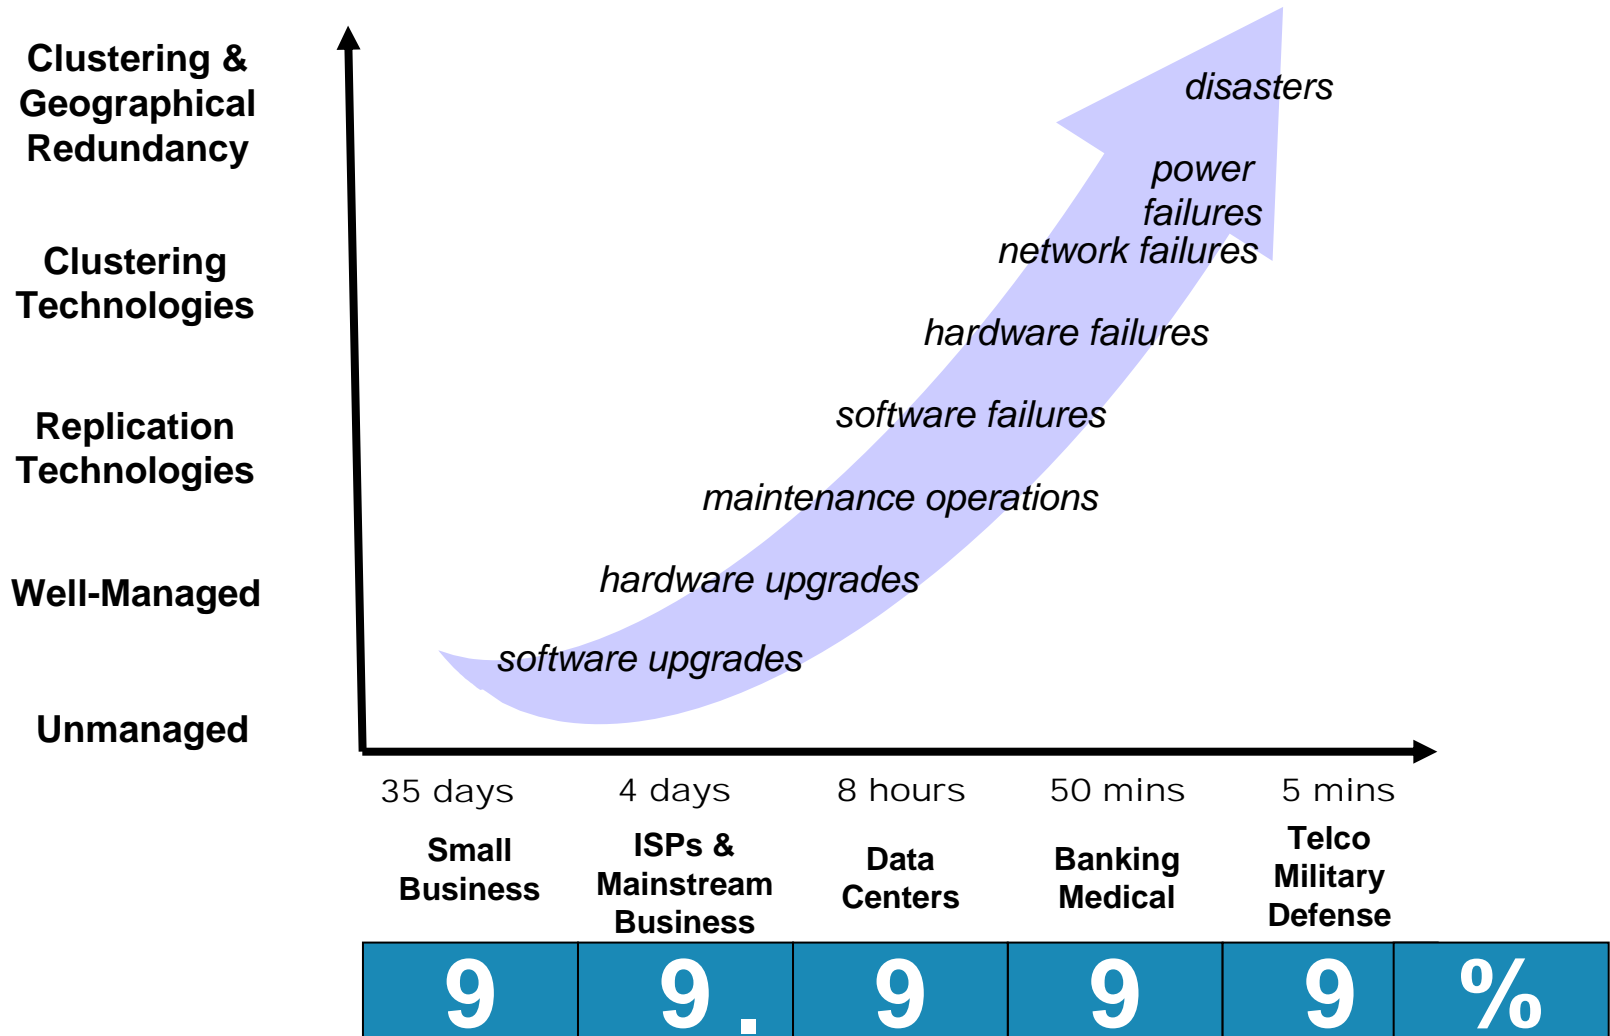 Clustering &
Geographical
Redundancy
Clustering
Technologies
Replication
Technologies
Well-Managed
Unmanaged
disasters
power
failures
network failures
hardware failures
software failures
maintenance operations
hardware upgrades
software upgrades
35 days
4 days
8 hours
50 mins
5 mins
Small
Business
ISPs &
Mainstream
Business
Data
Centers
Banking
Medical
Telco
Military
Defense
9 9 . 9 9 9 %